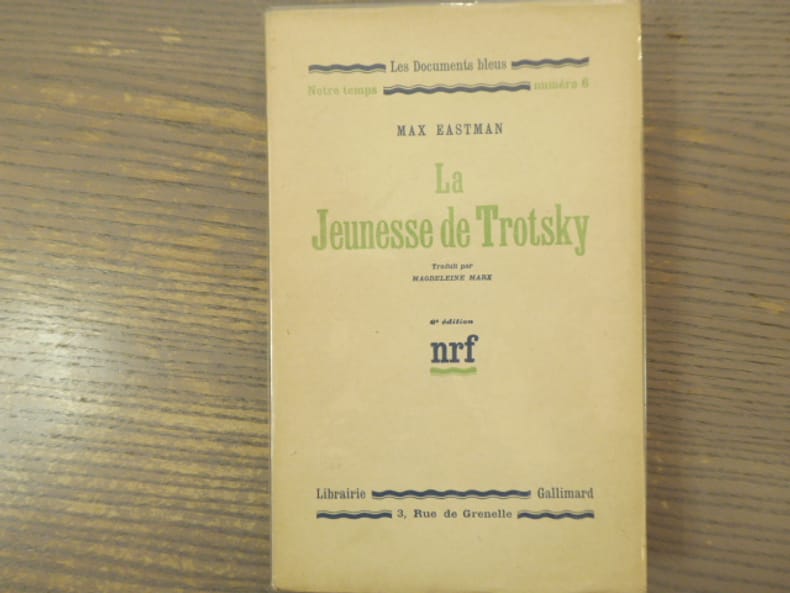 Les Documents bleus
Notre temps numéro 6
MAX EASTMAN
La
Jeunesse de Trotsky
Traduit par
MAGDELEINE MARX
6e édition
nrf
Librairie Gallimard
3, Rue de Grenelle